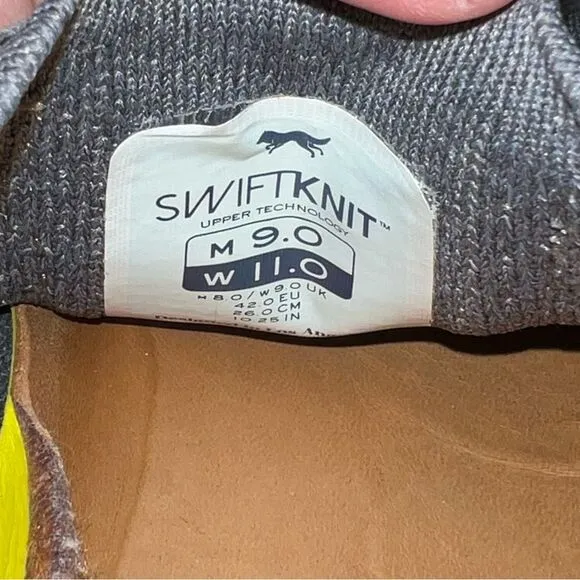 SWIFTKNIT™
UPPER TECHNOLOGY
M 9.0
W 11.0
M 8.0 / W 9.0 UK
42.0 EU
26.0 CM
10.25 IN